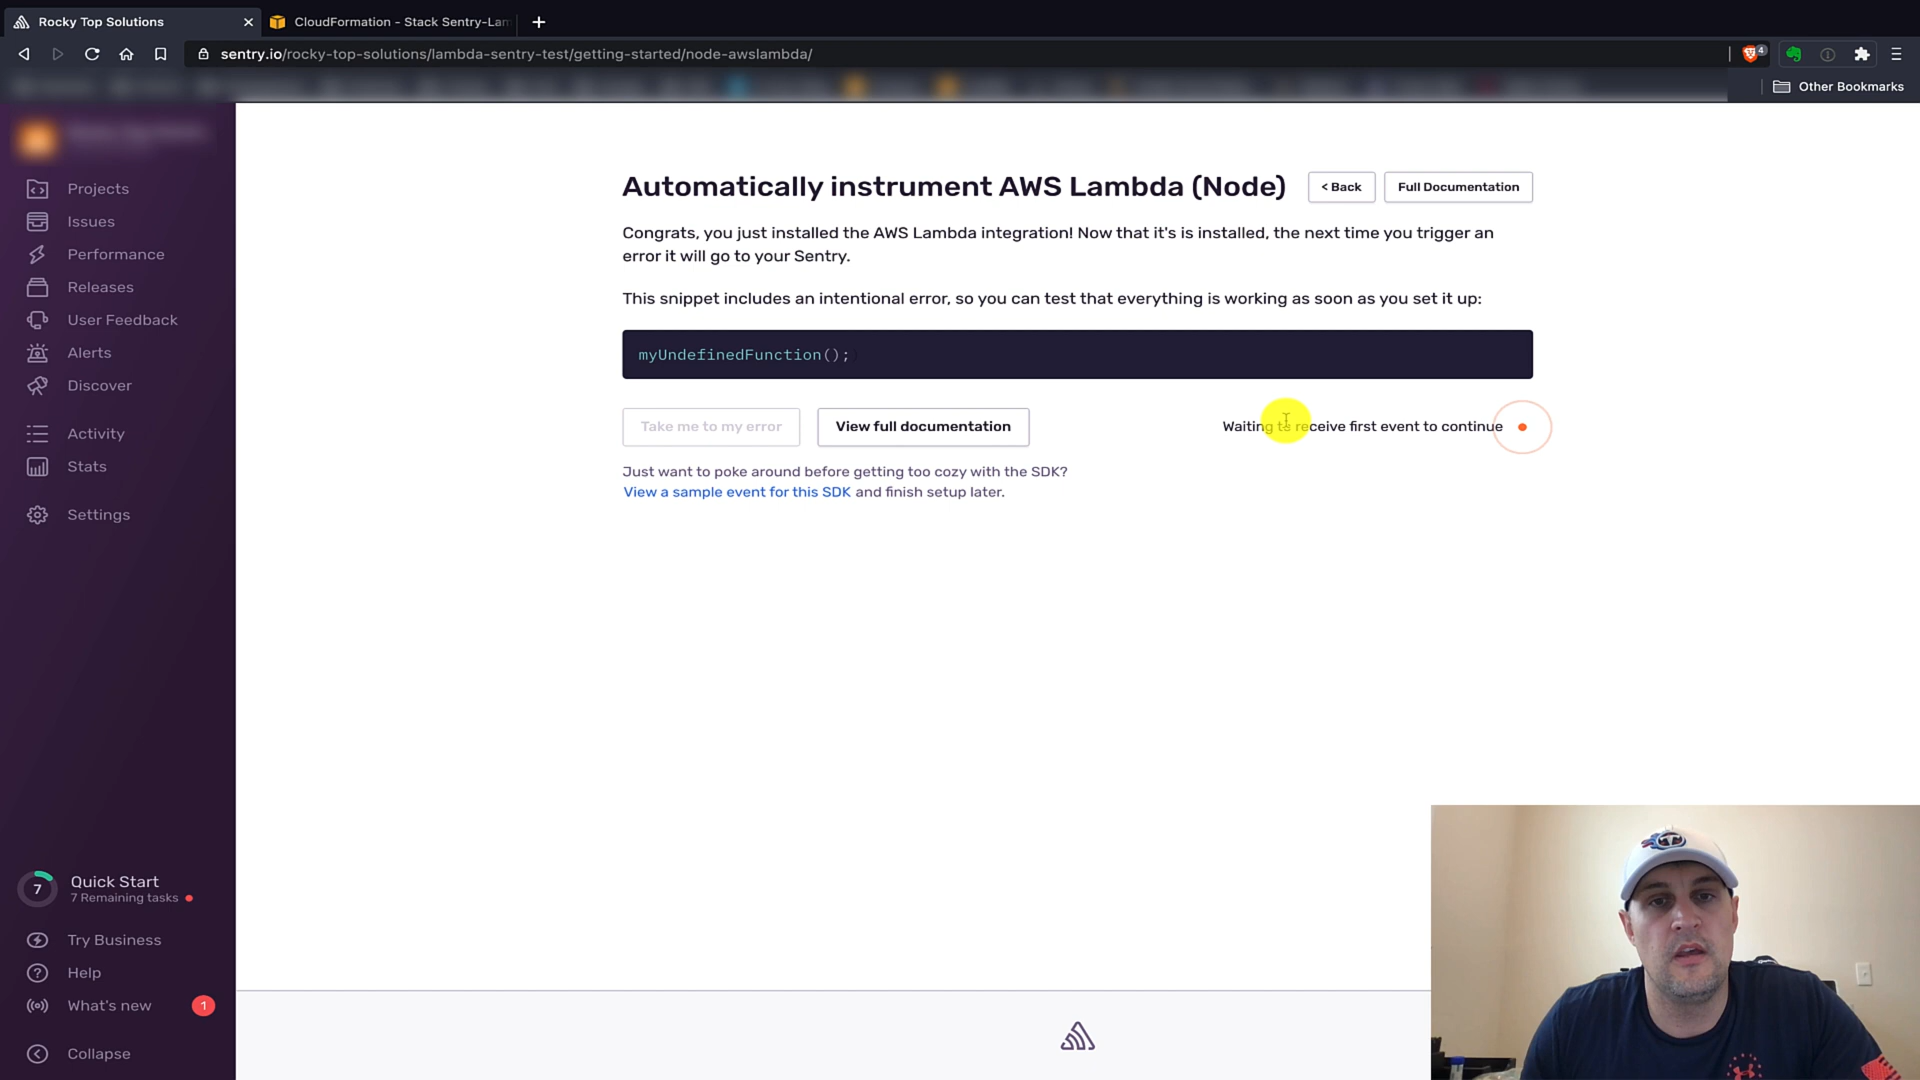 Rocky Top Solutions
CloudFormation - Stack Sentry-Lam
sentry.io/rocky-top-solutions/lambda-sentry-test/getting-started/node-awslambda/
4
Other Bookmarks
Projects
Issues
Performance
Releases
User Feedback
Alerts
Discover
Activity
Stats
Settings
7
Quick Start
7 Remaining tasks
Try Business
Help
What's new
1
Collapse
Automatically instrument AWS Lambda (Node)
< Back
Full Documentation
Congrats, you just installed the AWS Lambda integration! Now that it's is installed, the next time you trigger an
error it will go to your Sentry.
This snippet includes an intentional error, so you can test that everything is working as soon as you set it up:
myUndefinedFunction();
Take me to my error
View full documentation
Waiting to receive first event to continue
Just want to poke around before getting too cozy with the SDK?
View a sample event for this SDK and finish setup later.